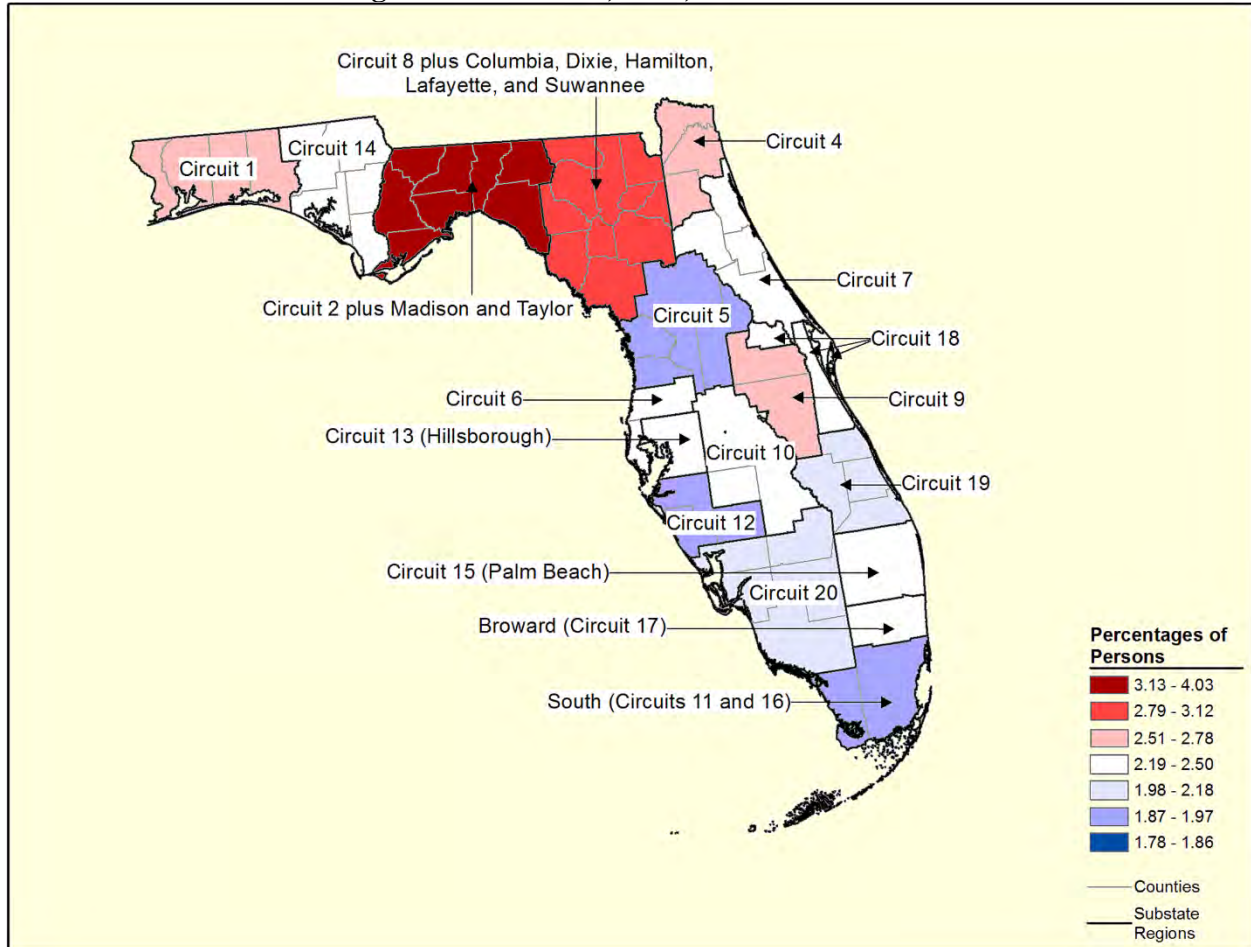 Circuit 8 plus Columbia, Dixie, Hamilton,
Lafayette, and Suwannee
Circuit 4
Circuit 14
Circuit 1
Circuit 7
Circuit 2 plus Madison and Taylor
Circuit 5
Circuit 18
Circuit 6
Circuit 9
Circuit 13 (Hillsborough)
Circuit 10
Circuit 19
Circuit 12
Circuit 15 (Palm Beach)
Circuit 20
Broward (Circuit 17)
South (Circuits 11 and 16)
Percentages of
Persons
3.13 - 4.03
2.79 - 3.12
2.51 - 2.78
2.19 - 2.50
1.98 - 2.18
1.87 - 1.97
1.78 - 1.86
Counties
Substate
Regions